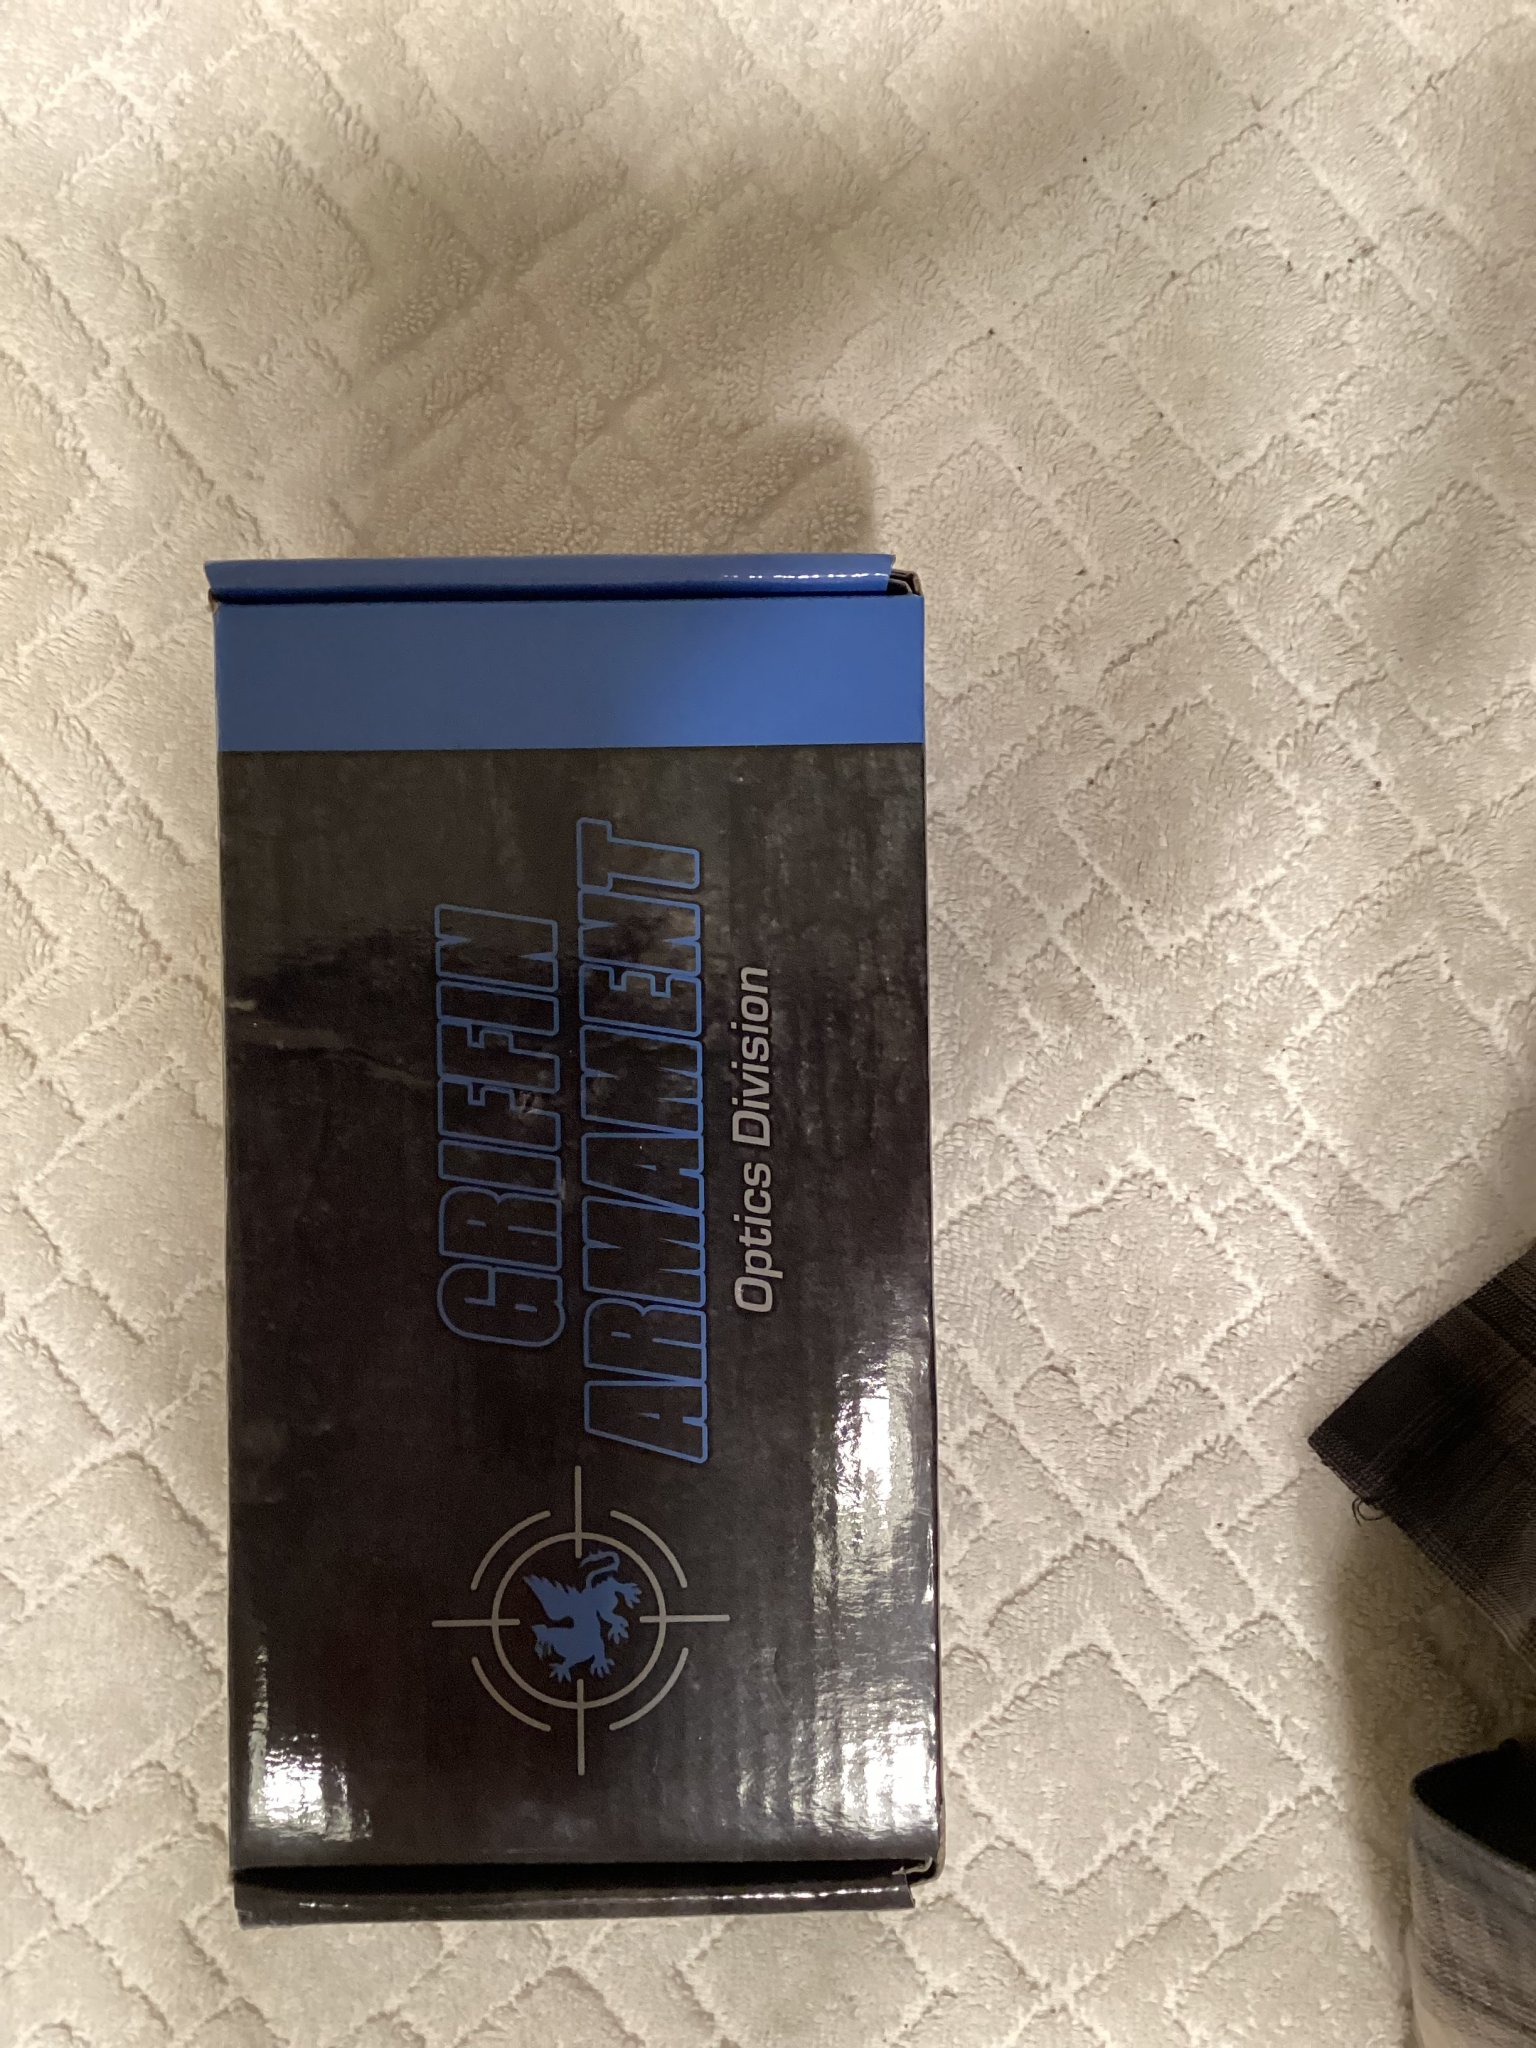 GRIFFIN
ARMAMENT
Optics Division